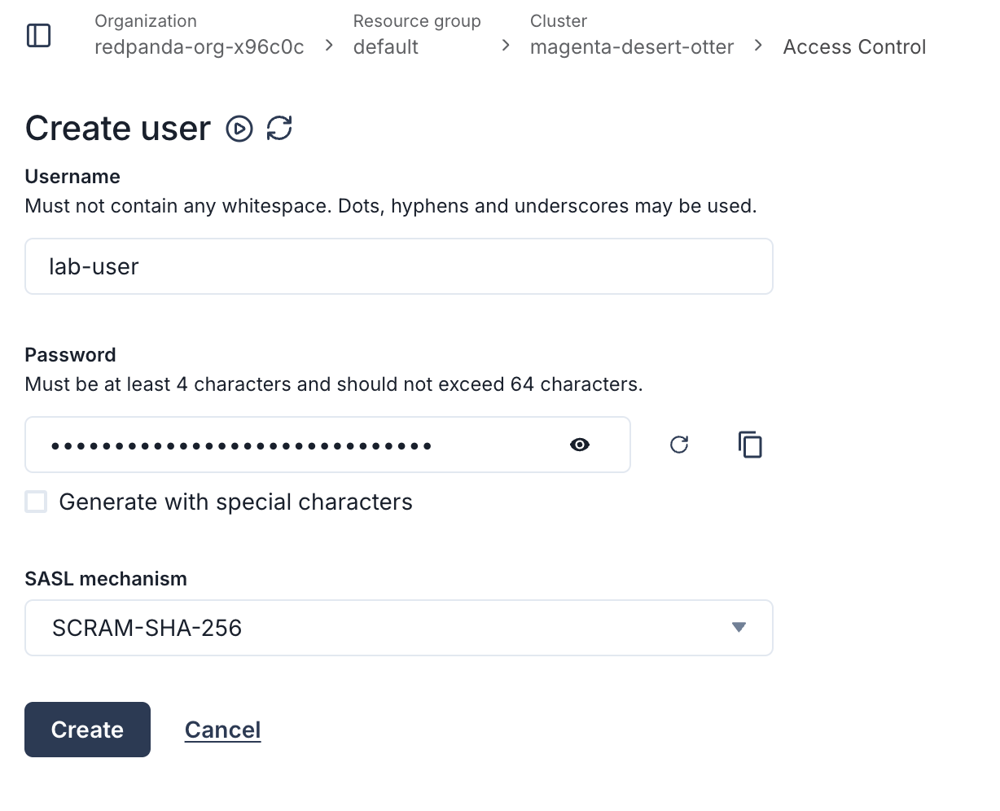 Organization
redpanda-org-x96c0c
Resource group
default
Cluster
magenta-desert-otter
Access Control
Create user
Username
Must not contain any whitespace. Dots, hyphens and underscores may be used.
lab-user
Password
Must be at least 4 characters and should not exceed 64 characters.
••••••••••••••••••••••••••••••
Generate with special characters
SASL mechanism
SCRAM-SHA-256
Create
Cancel